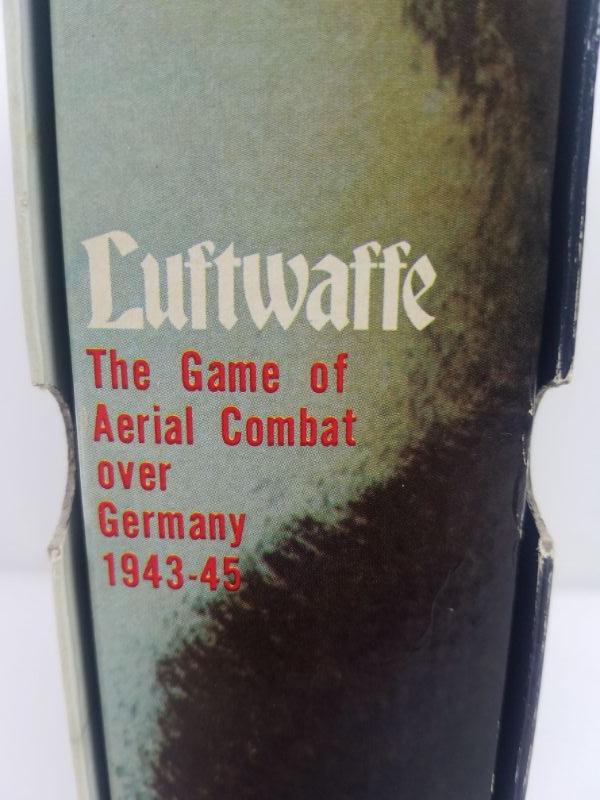 Luftwaffe
The Game of
Aerial Combat
over
Germany
1943-45